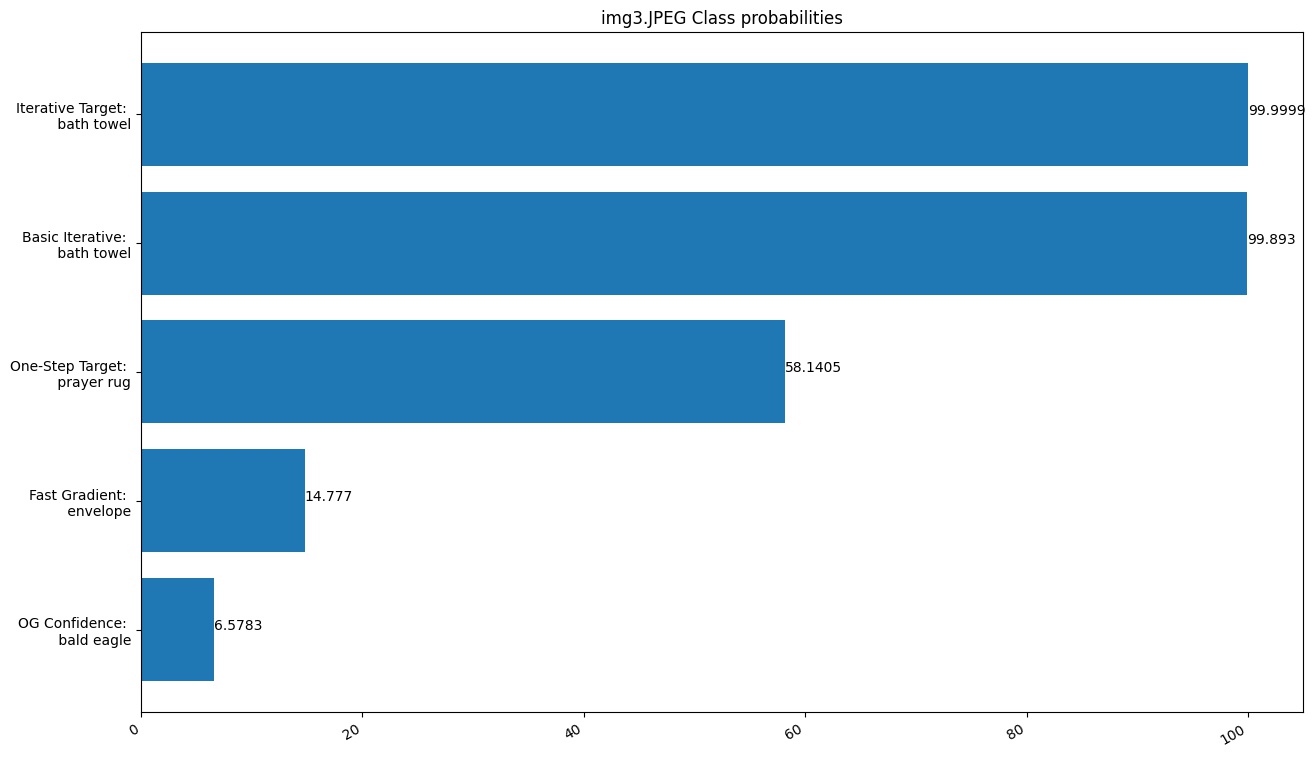 img3.JPEG Class probabilities
Iterative Target:
bath towel
99.9999
Basic Iterative:
bath towel
99.893
One-Step Target:
prayer rug
58.1405
Fast Gradient:
envelope
14.777
OG Confidence:
bald eagle
6.5783
0
20
40
60
80
100